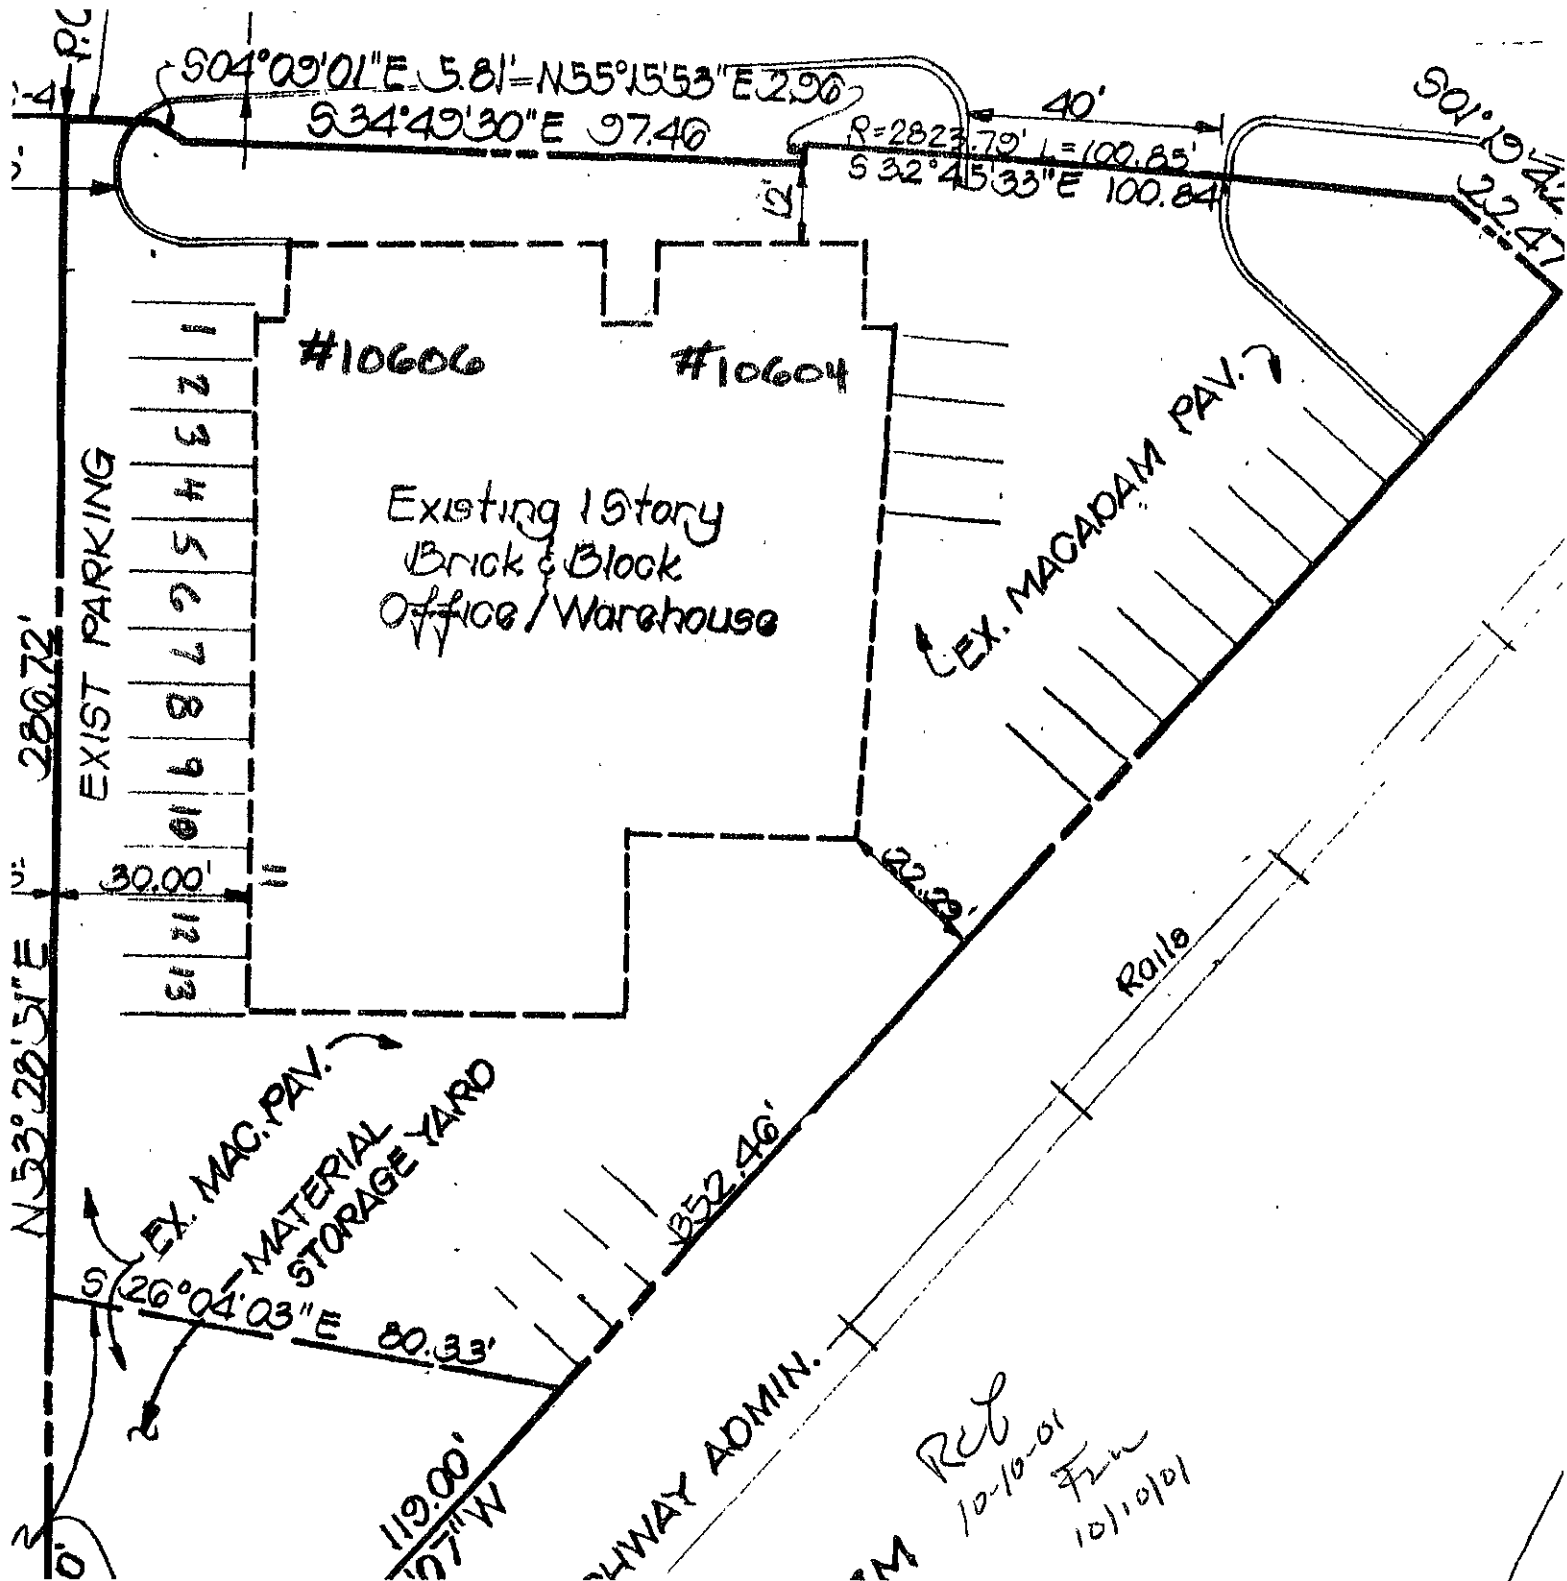 S04°09'01"E 5.81'-N55°15'53"E 2.96
S34°49'30"E 97.46
40'
R=2823.79' L=100.85'
S 32°45'33"E 100.84'
12'
22.47
#10606
#10604
1
2
3
4
5
6
7
8
9
10
11
12
13
EXIST PARKING
Existing 1 Story
Brick & Block
Office/Warehouse
EX. MACADAM PAV.
280.72'
30.00'
N53°28'51"E
Rails
EX. MAC. PAV.
MATERIAL
STORAGE YARD
352.46'
S 26°04'03"E 80.33'
119.00'
07"W
HWAY ADMIN.
10-10-01
10/10/01